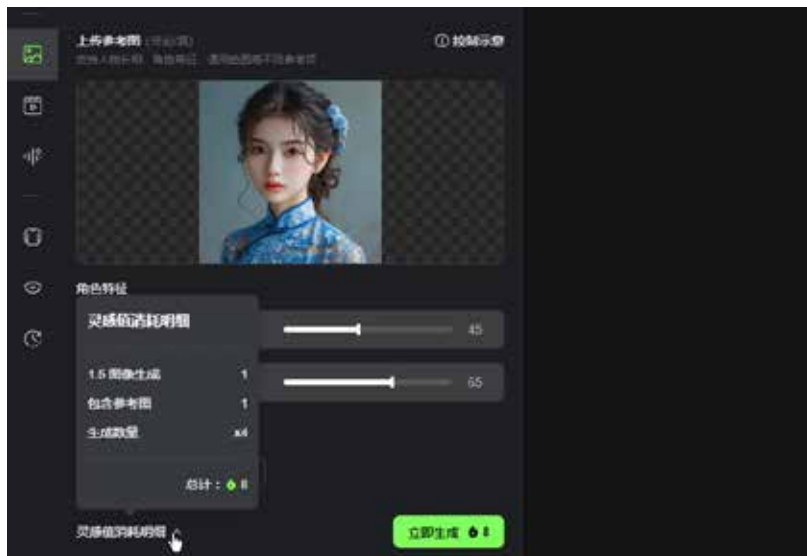 上传参考图
控制示意
角色特征
灵感值消耗明细
45
1.5 图像生成 1
包含参考图 1
65
生成数量 x4
总计： 8
灵感值消耗明细
立即生成 8